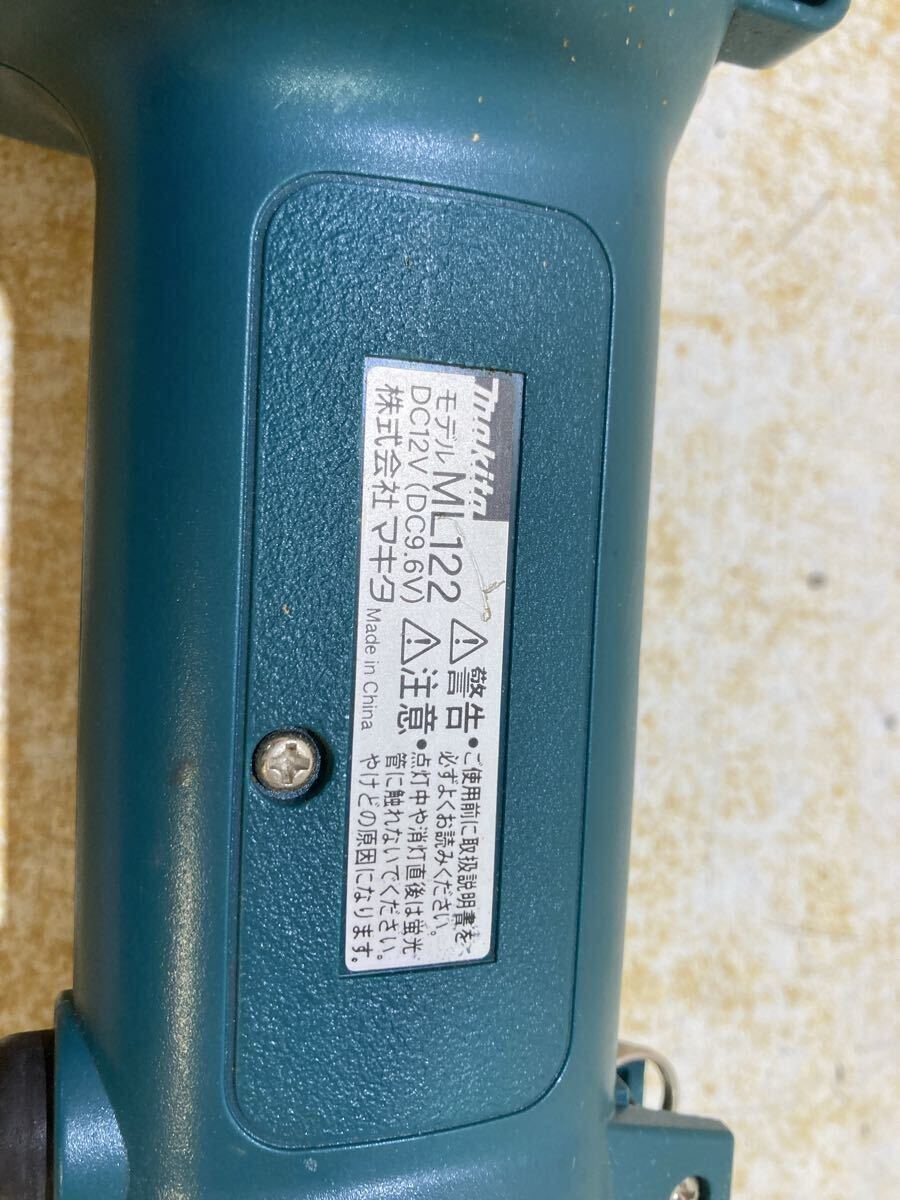 makita
モデル ML122
DC12V (DC9.6V)
株式会社 マキタ Made in China
⚠警告
•ご使用前に取扱説明書を、
必ずよくお読みください。
⚠注意
•点灯中や消灯直後は蛍光
管に触れないでください。
やけどの原因になります。